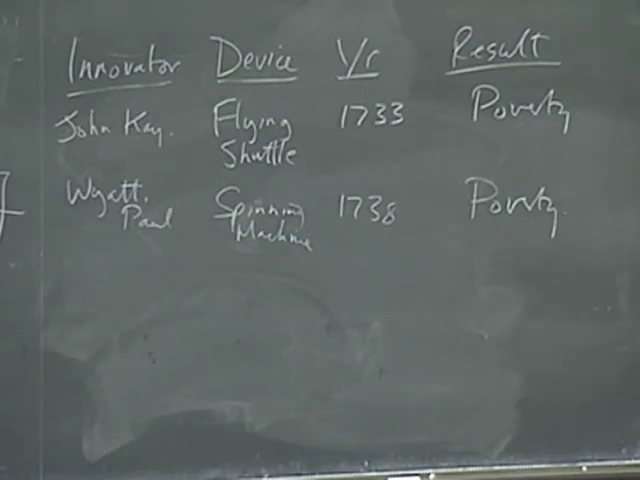 Innovator Device Yr Result
John Kay. Flying Shuttle 1733 Poverty
Wyatt. Paul Spinning Machine 1738 Poverty.